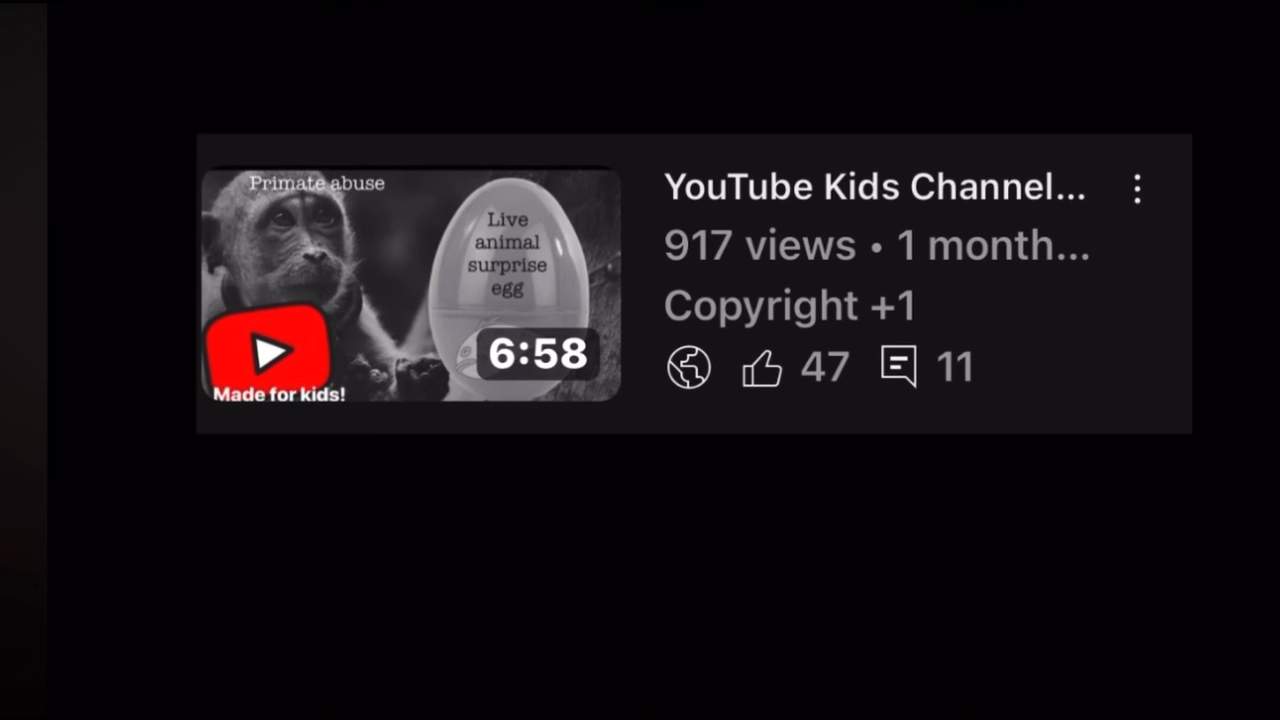 Primate abuse
Live
animal
surprise
egg
6:58
Made for kids!
YouTube Kids Channel...
917 views • 1 month...
Copyright +1
47 11